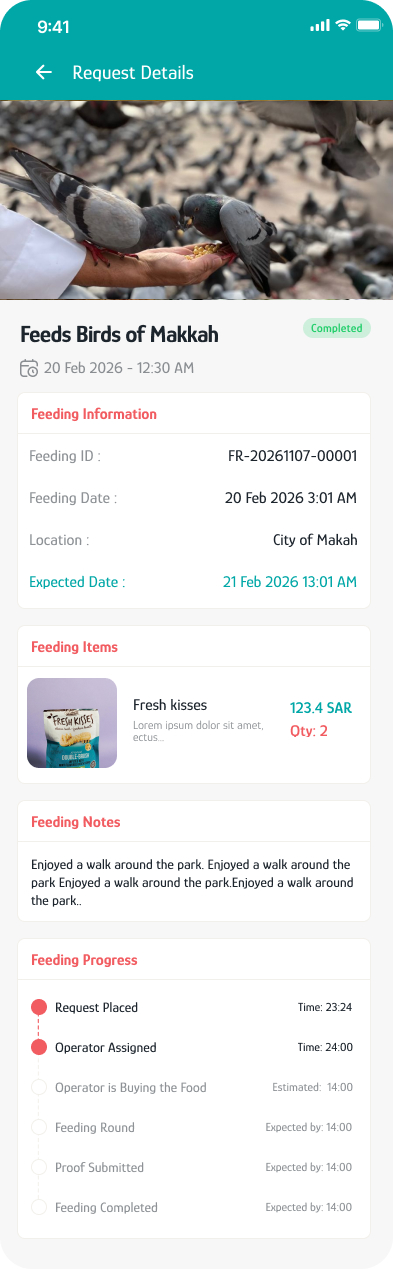 9:41
Request Details
Feeds Birds of Makkah
Completed
20 Feb 2026 - 12:30 AM
Feeding Information
Feeding ID : FR-20261107-00001
Feeding Date : 20 Feb 2026 3:01 AM
Location : City of Makah
Expected Date : 21 Feb 2026 13:01 AM
Feeding Items
FRESH KISSES
Fresh kisses
Lorem ipsum dolor sit amet,
ectus...
123.4 SAR
Qty: 2
Feeding Notes
Enjoyed a walk around the park. Enjoyed a walk around the
park Enjoyed a walk around the park.Enjoyed a walk around
the park..
Feeding Progress
Request Placed Time: 23:24
Operator Assigned Time: 24:00
Operator is Buying the Food Estimated: 14:00
Feeding Round Expected by: 14:00
Proof Submitted Expected by: 14:00
Feeding Completed Expected by: 14:00